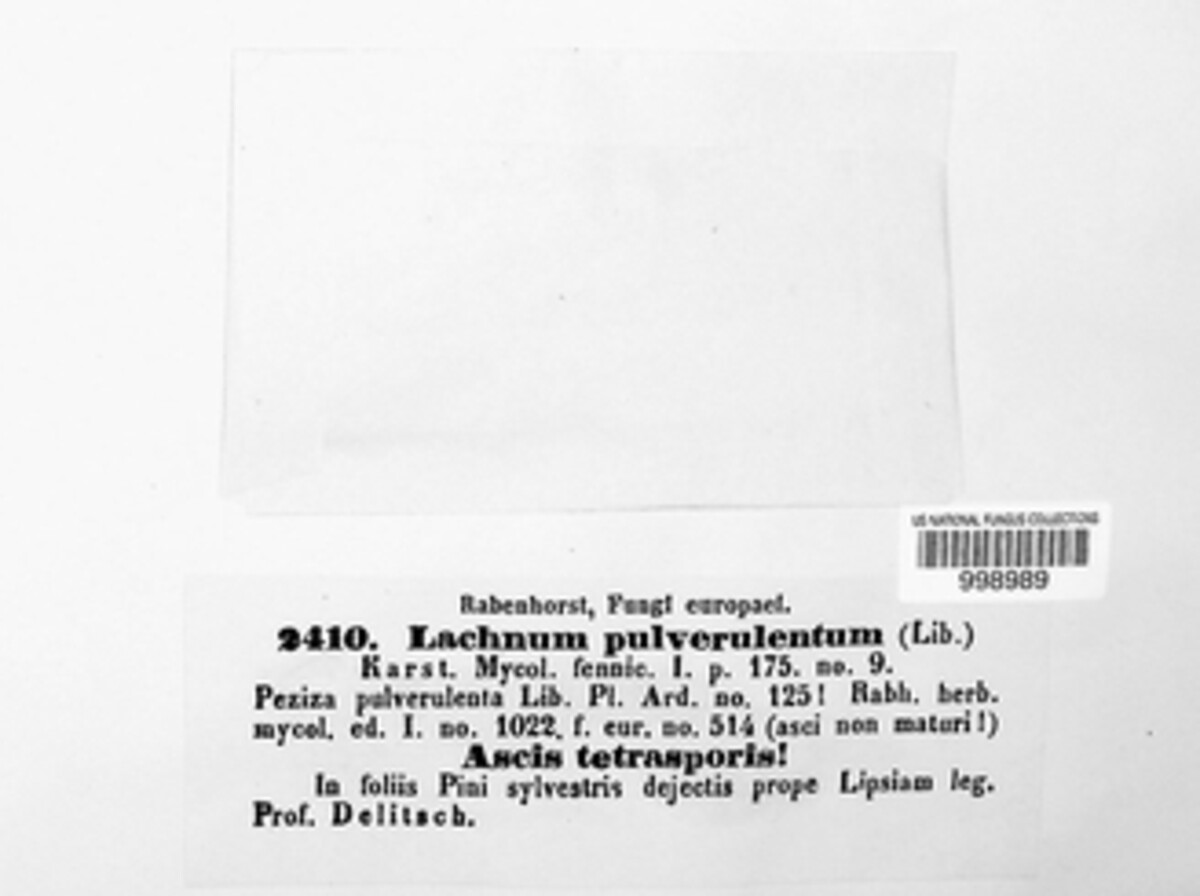 US NATIONAL FUNGUS COLLECTIONS
998989
Rabenhorst, Fungi europaei.
2410. Lachnum pulverulentum (Lib.)
Karst. Mycol. fennic. I. p. 175. no. 9.
Peziza pulverulenta Lib. Pl. Ard. no. 125! Rabh. herb.
mycol. ed. I. no. 1022. f. eur. no. 514 (asci non maturi!)
Ascis tetrasporis!
In foliis Pini sylvestris dejectis prope Lipsiam leg.
Prof. Delitsch.